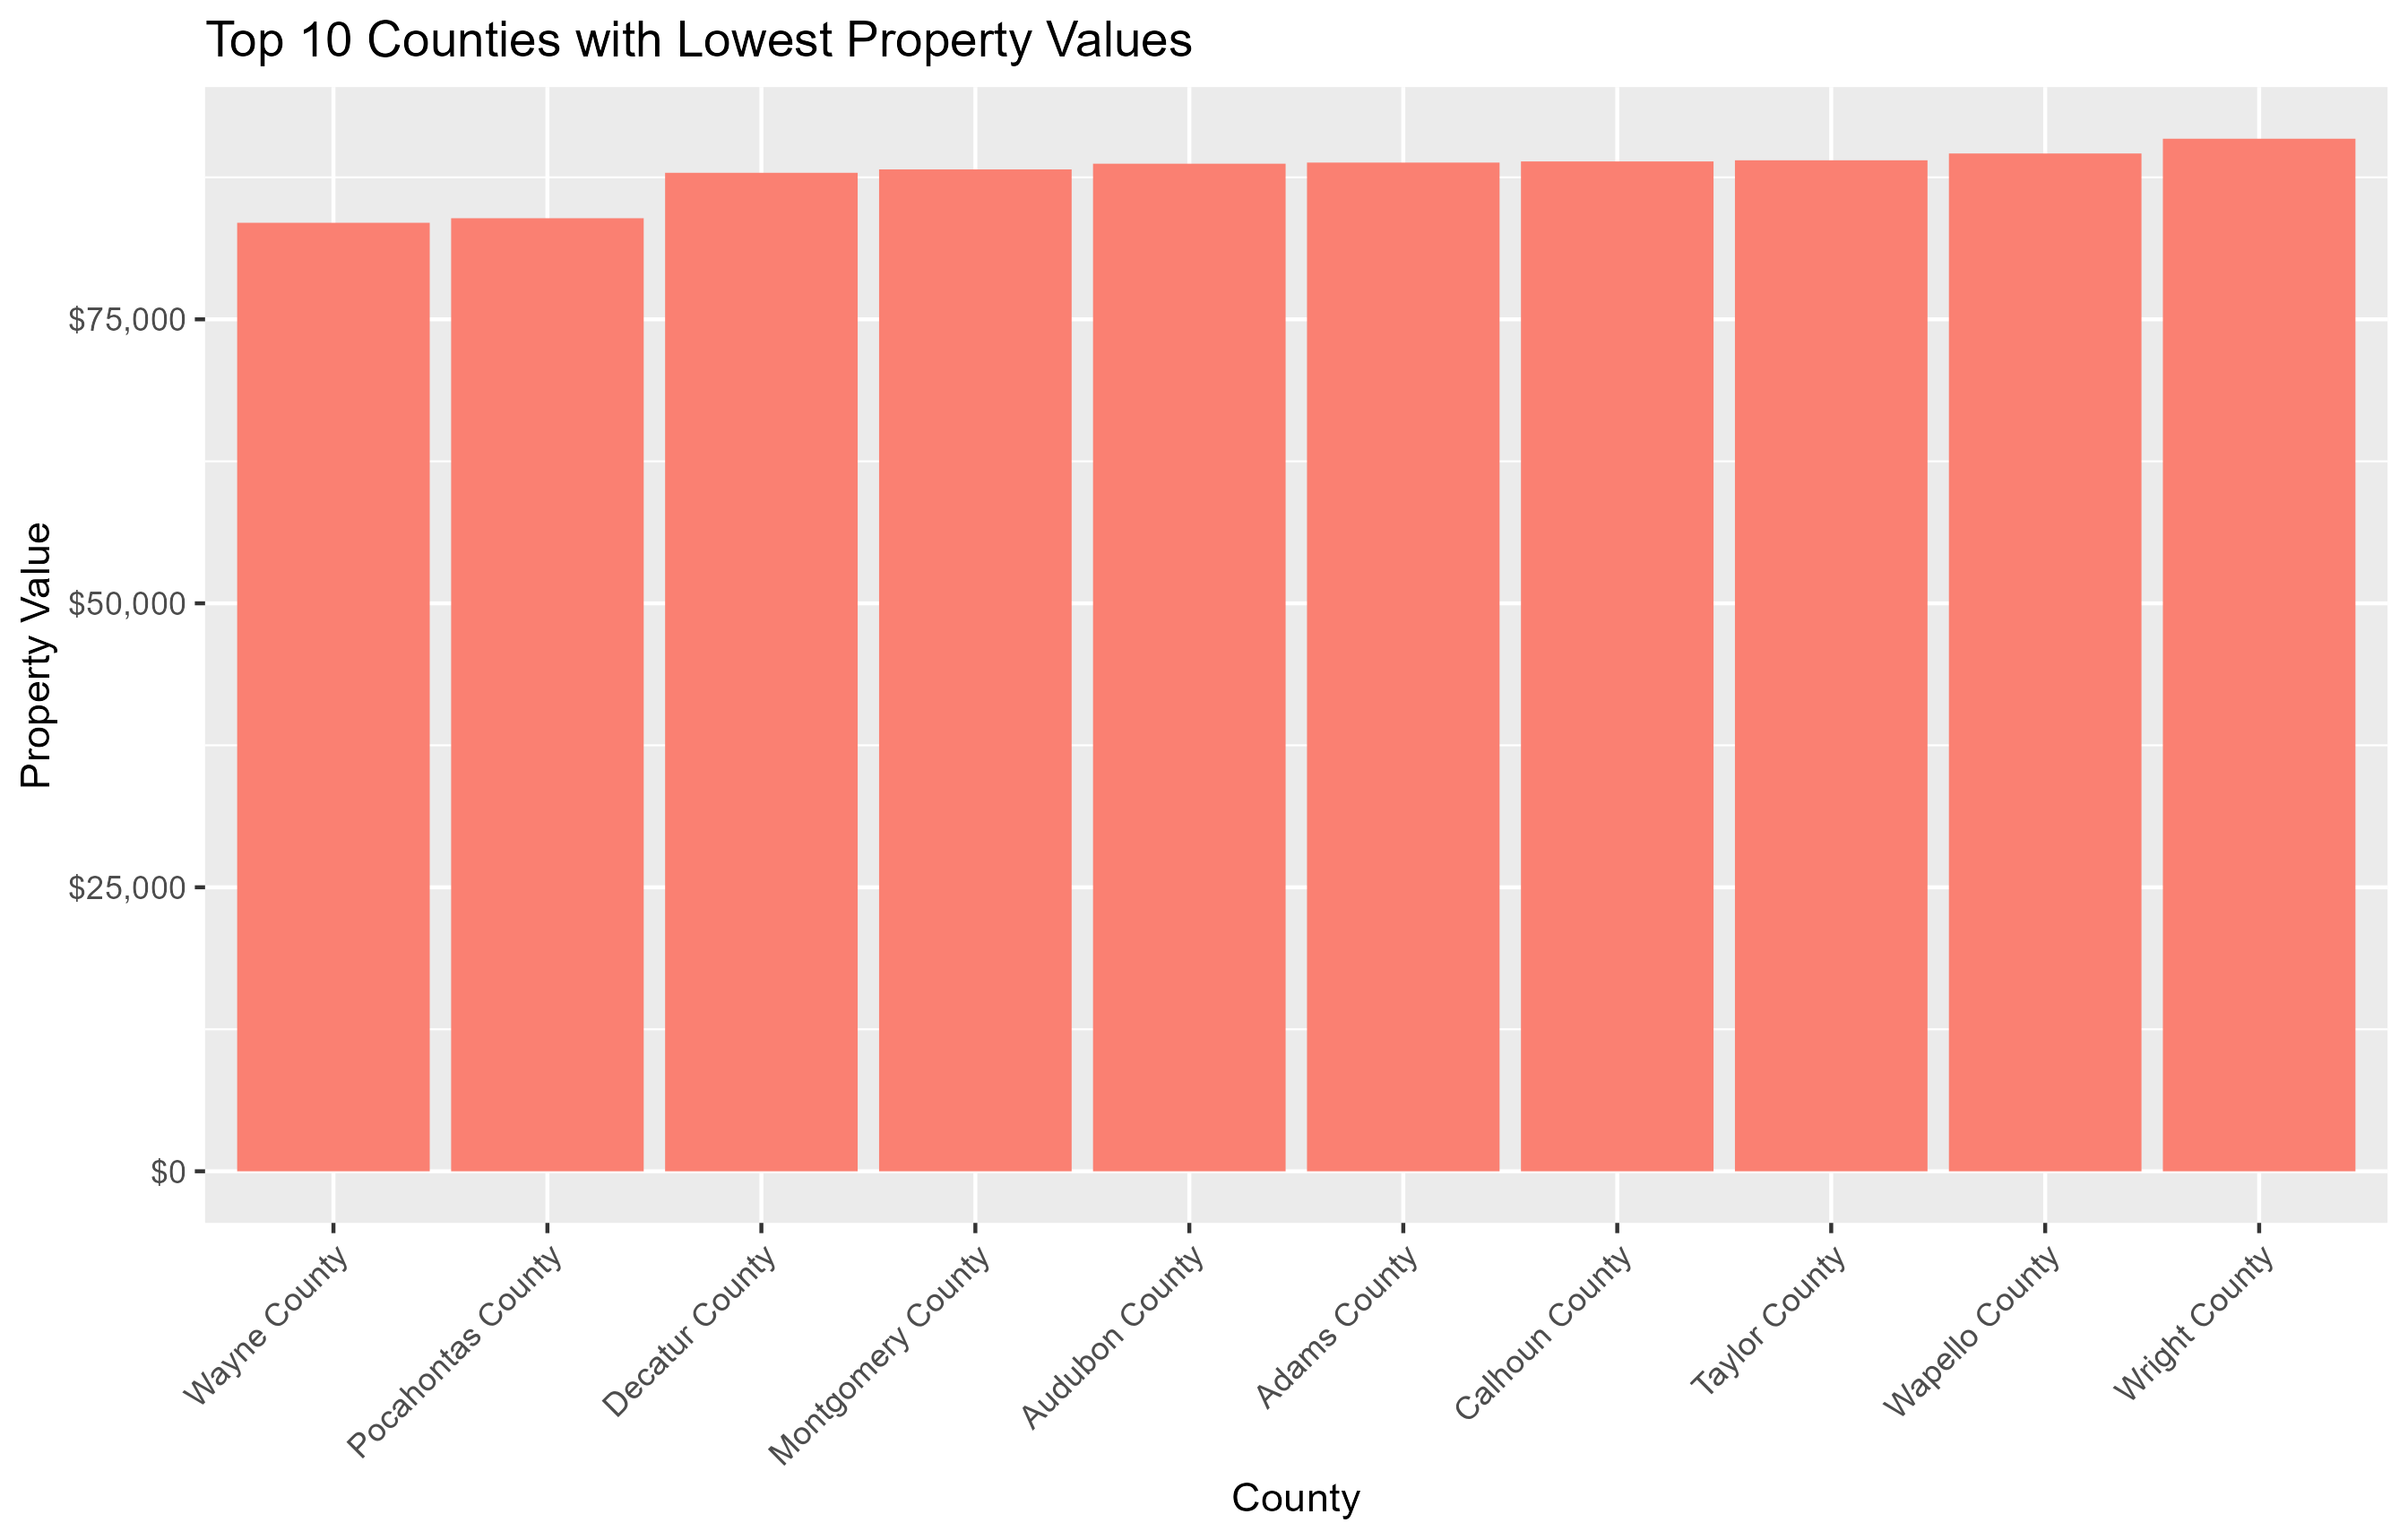 Top 10 Counties with Lowest Property Values
Property Value
$75,000
$50,000
$25,000
$0
Wayne County
Pocahontas County
Decatur County
Montgomery County
Audubon County
Adams County
Calhoun County
Taylor County
Wapello County
Wright County
County